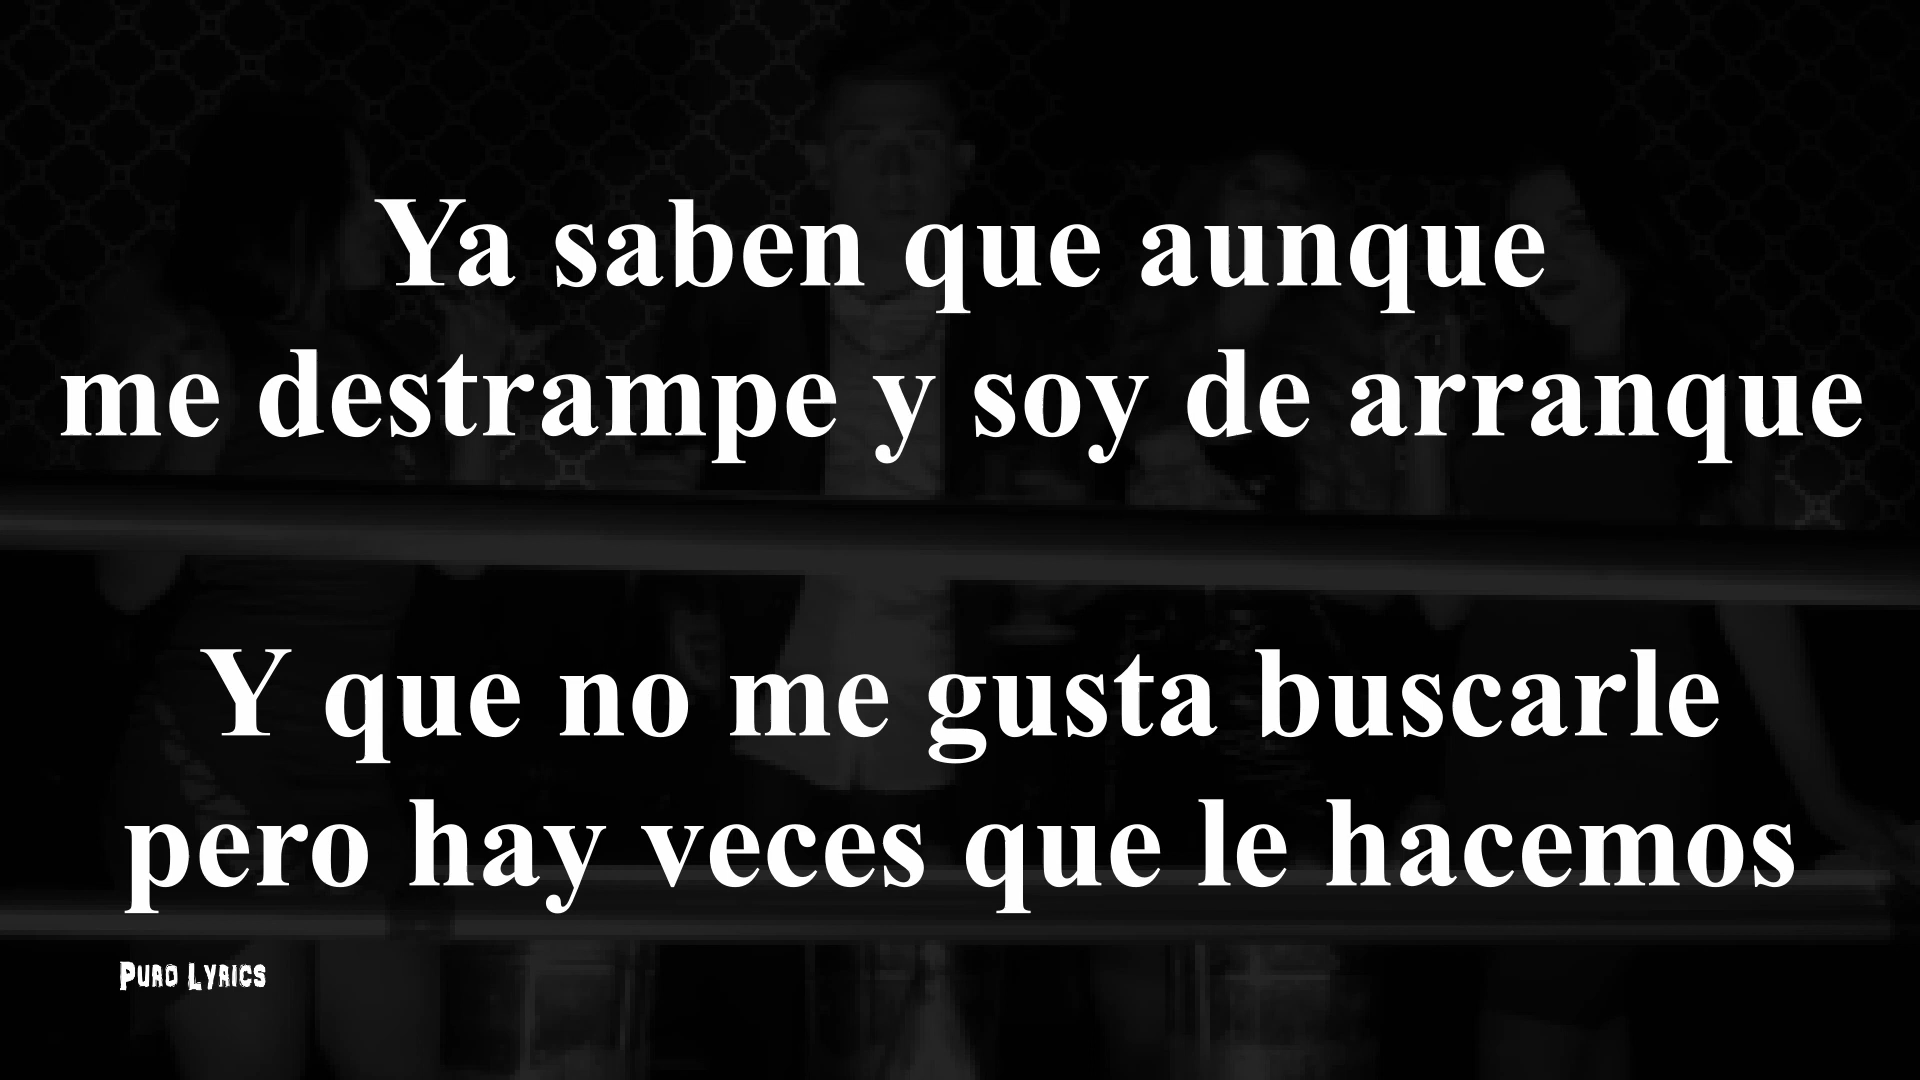 Ya saben que aunque
me destrampe y soy de arranque
Y que no me gusta buscarle
pero hay veces que le hacemos
Puro Lyrics